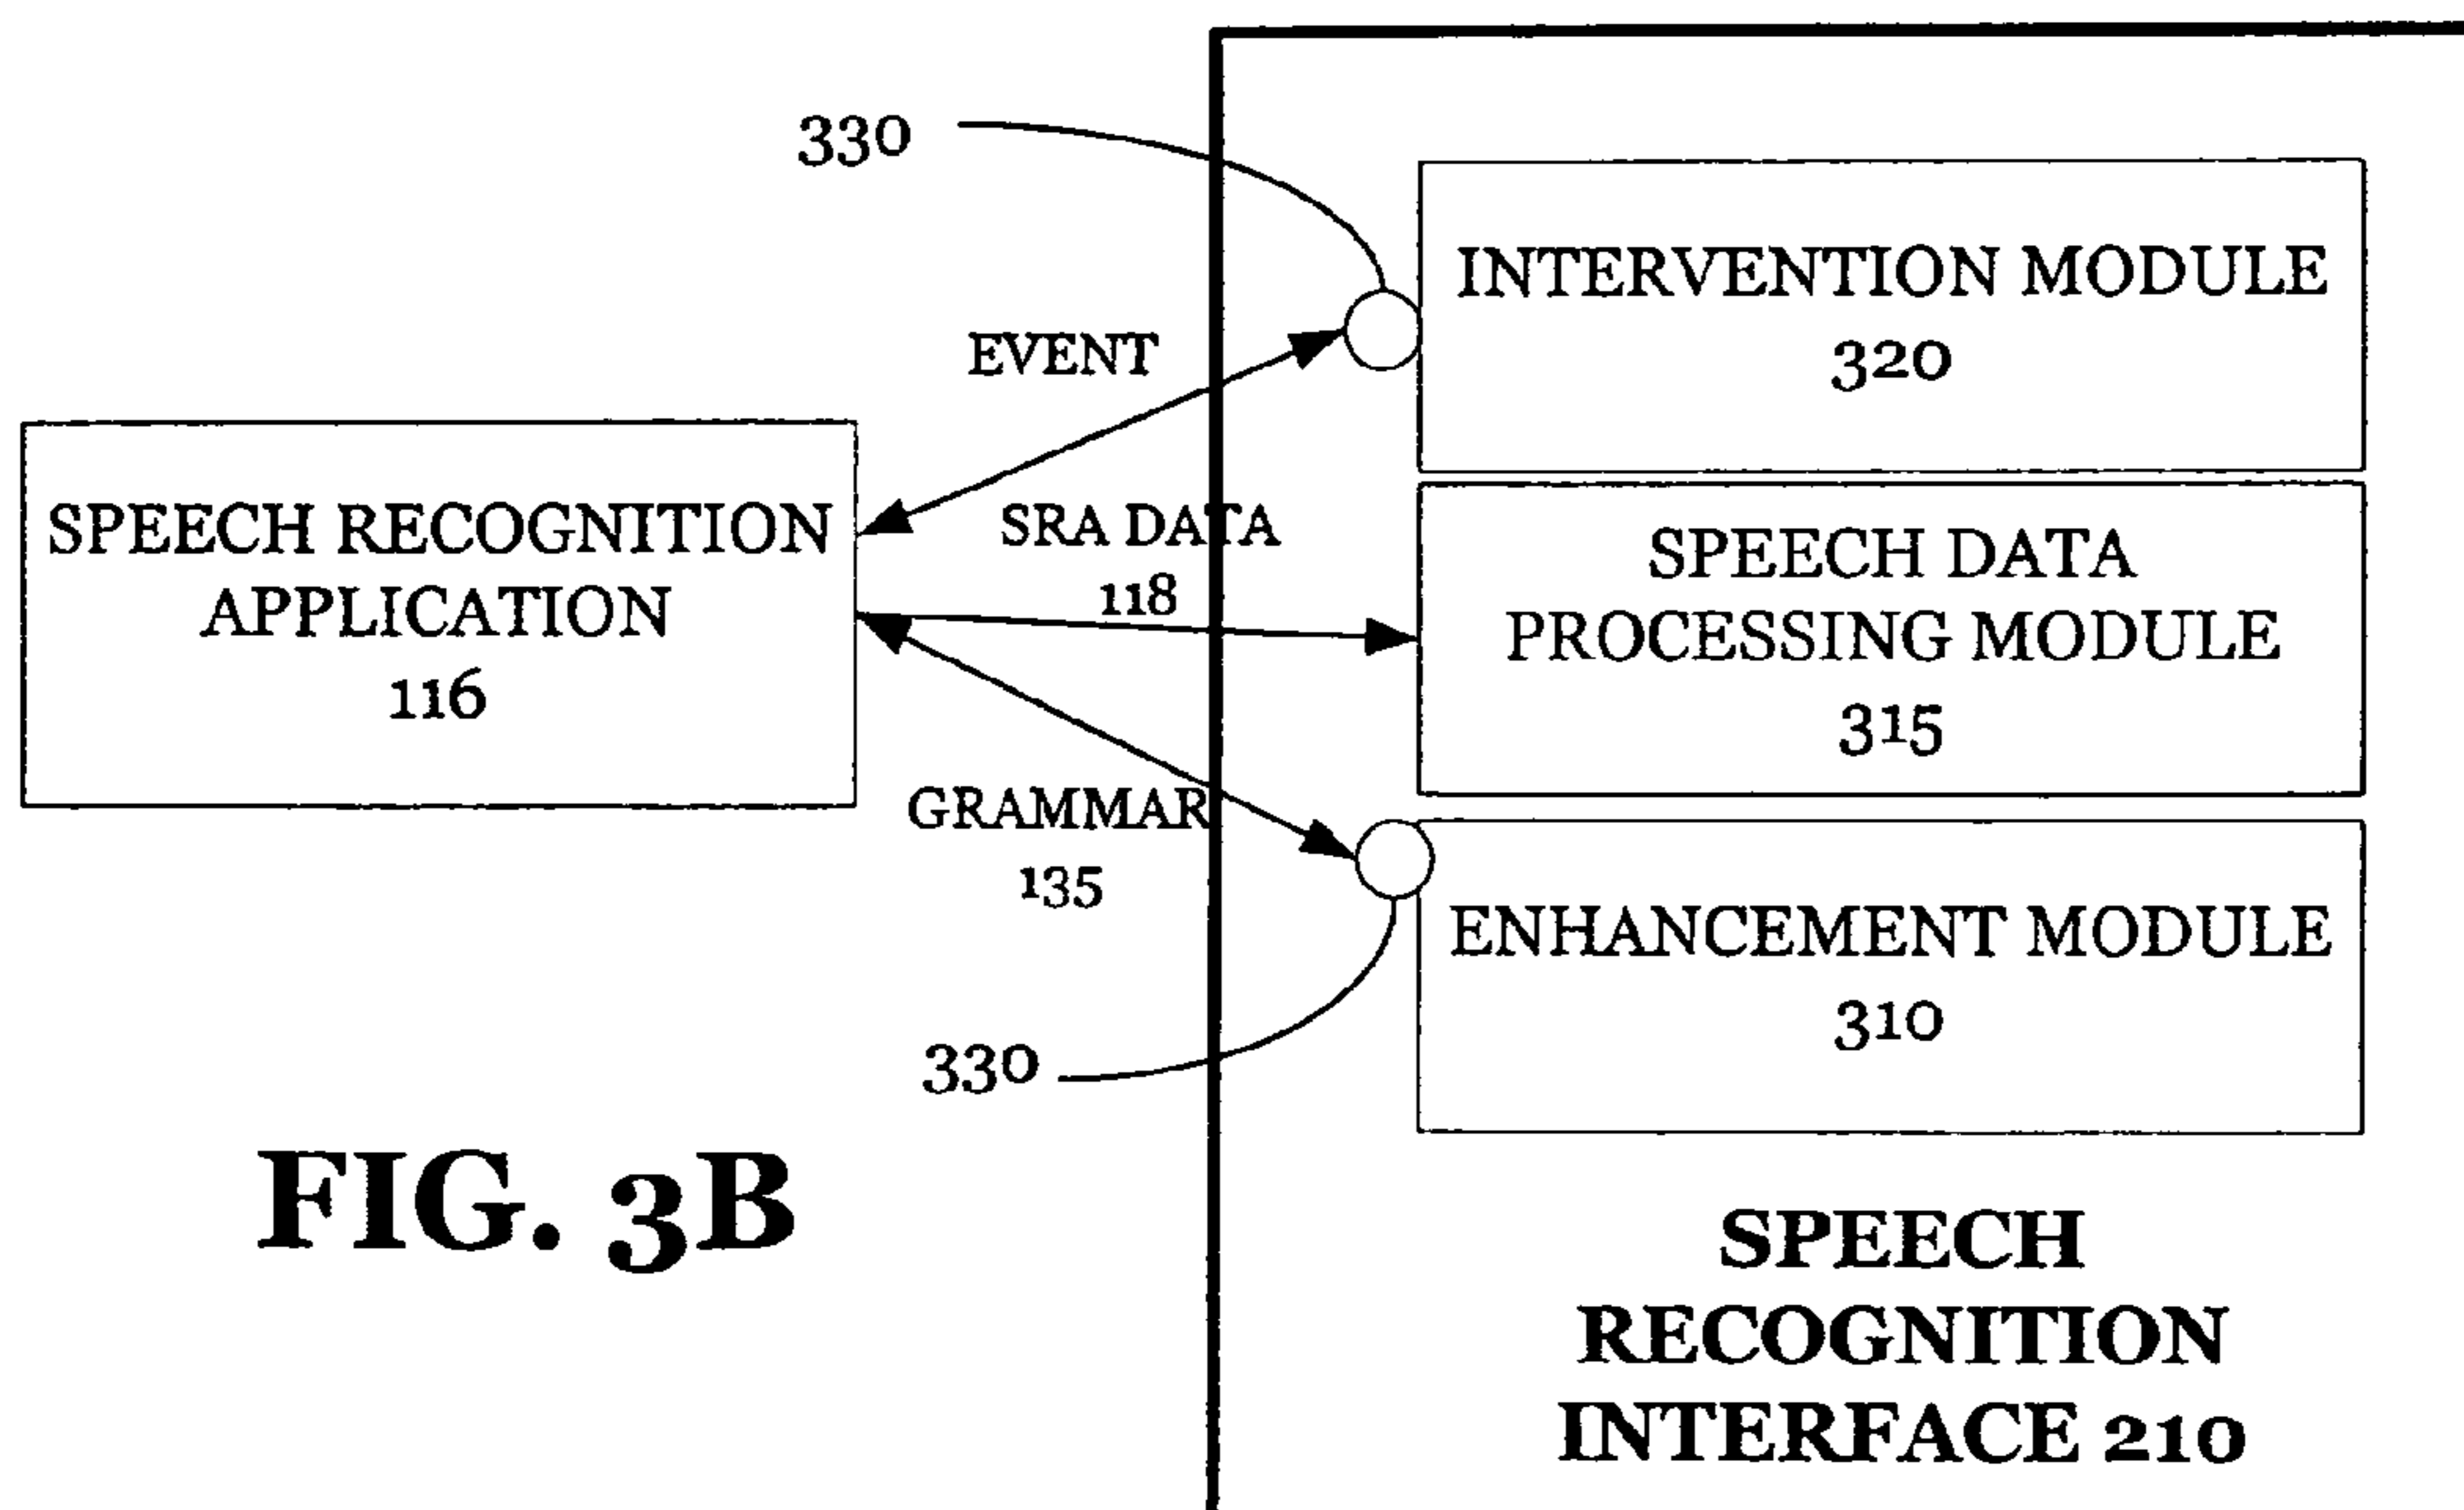 330
INTERVENTION MODULE
320
EVENT
SPEECH RECOGNITION
APPLICATION
116
SRA DATA
118
SPEECH DATA
PROCESSING MODULE
315
GRAMMAR
135
ENHANCEMENT MODULE
310
330
FIG. 3B
SPEECH
RECOGNITION
INTERFACE 210